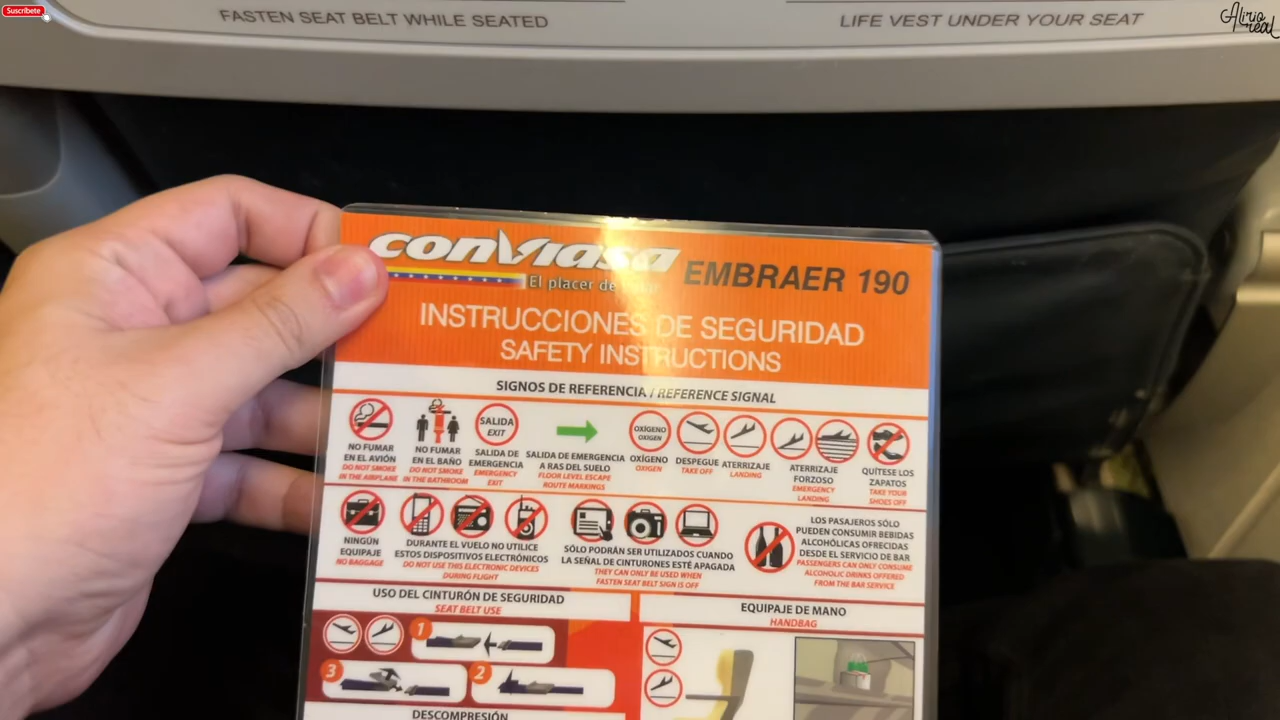 Suscríbete
Alirio
real
FASTEN SEAT BELT WHILE SEATED
LIFE VEST UNDER YOUR SEAT
conviasa
El placer de
EMBRAER 190
INSTRUCCIONES DE SEGURIDAD
SAFETY INSTRUCTIONS
SIGNOS DE REFERENCIA / REFERENCE SIGNAL
NO FUMAR
EN EL AVIÓN
DO NOT SMOKE
IN THE AIRPLANE
NO FUMAR
EN EL BAÑO
DO NOT SMOKE
IN THE BATHROOM
SALIDA
EXIT
SALIDA DE
EMERGENCIA
EMERGENCY
EXIT
SALIDA DE EMERGENCIA
A RAS DEL SUELO
FLOOR LEVEL ESCAPE
ROUTE MARKINGS
OXÍGENO
OXIGEN
OXÍGENO
OXIGEN
DESPEGUE
TAKE OFF
ATERRIZAJE
LANDING
ATERRIZAJE
FORZOSO
EMERGENCY
LANDING
QUÍTESE LOS
ZAPATOS
TAKE YOUR
SHOES OFF
NINGÚN
EQUIPAJE
NO BAGGAGE
DURANTE EL VUELO NO UTILICE
ESTOS DISPOSITIVOS ELECTRÓNICOS
DO NOT USE THIS ELECTRONIC DEVICES
DURING FLIGHT
SÓLO PODRÁN SER UTILIZADOS CUANDO
LA SEÑAL DE CINTURONES ESTÉ APAGADA
THEY CAN ONLY BE USED WHEN
FASTEN SEAT BELT SIGN IS OFF
LOS PASAJEROS SÓLO
PUEDEN CONSUMIR BEBIDAS
ALCOHÓLICAS OFRECIDAS
DESDE EL SERVICIO DE BAR
PASSENGERS CAN ONLY CONSUME
ALCOHOLIC DRINKS OFFERED
FROM THE BAR SERVICE
USO DEL CINTURÓN DE SEGURIDAD
SEAT BELT USE
1
3
2
EQUIPAJE DE MANO
HANDBAG
DESCOMPRESIÓN